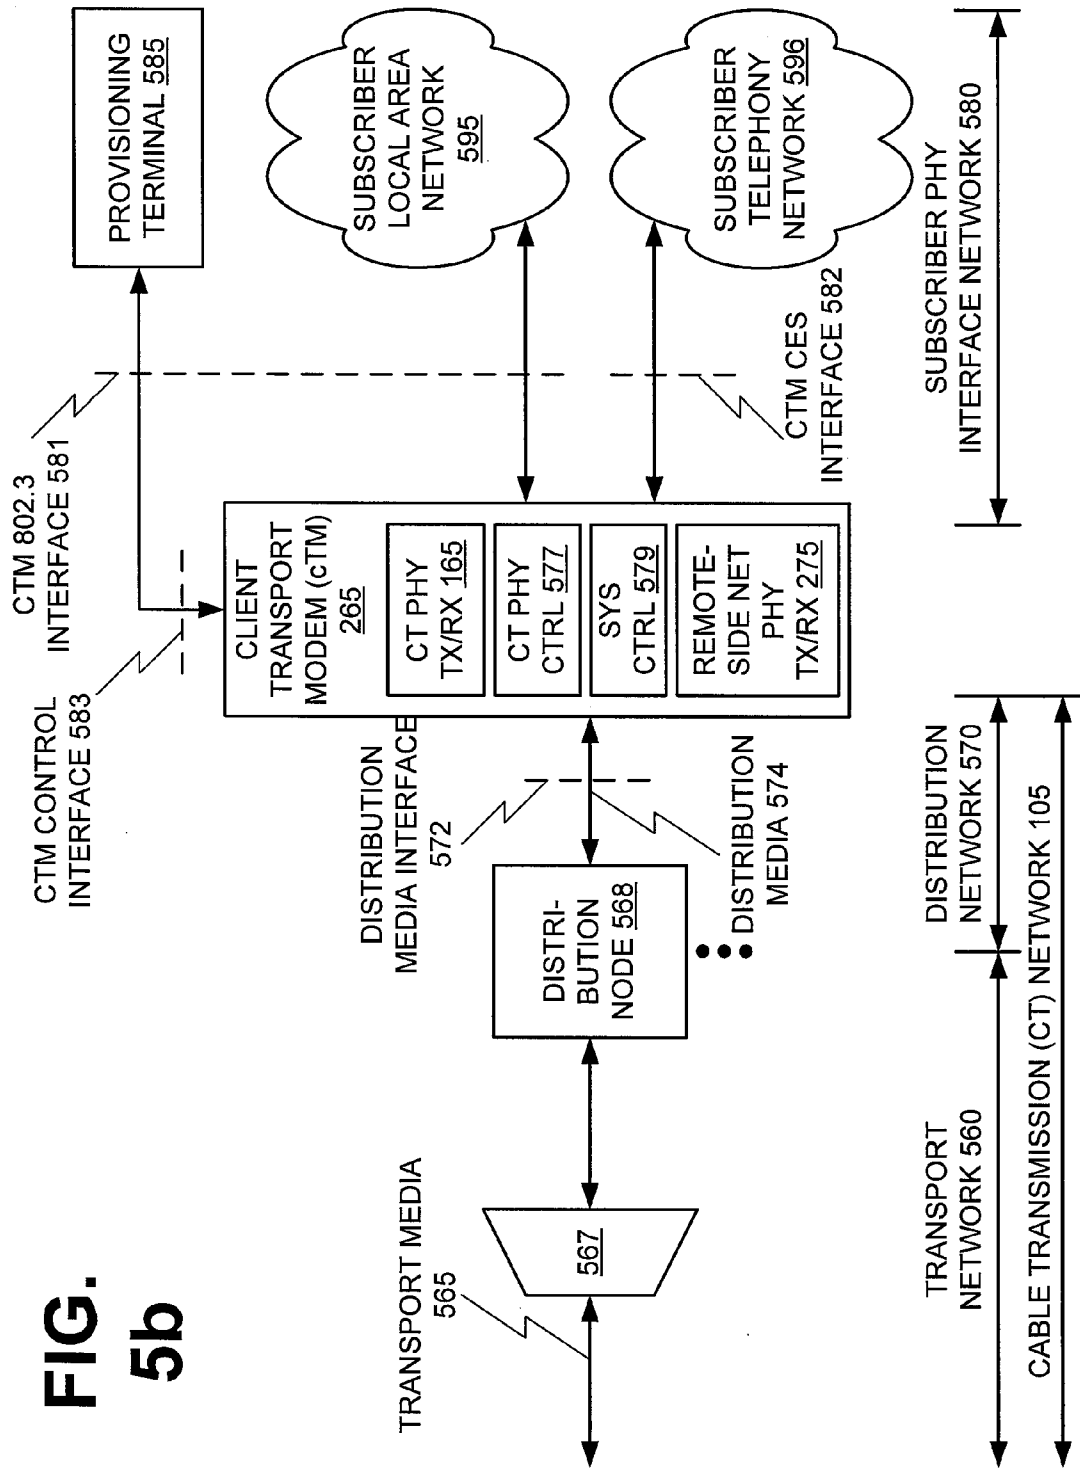 FIG.
5b
CTM CONTROL
INTERFACE 583
CTM 802.3
INTERFACE 581
PROVISIONING
TERMINAL 585
TRANSPORT MEDIA
565
567
DISTRI-
BUTION
NODE 568
DISTRIBUTION
MEDIA INTERFACE
572
DISTRIBUTION
MEDIA 574
CLIENT
TRANSPORT
MODEM (cTM)
265
CT PHY
TX/RX 165
CT PHY
CTRL 577
SYS
CTRL 579
REMOTE-
SIDE NET
PHY
TX/RX 275
SUBSCRIBER
LOCAL AREA
NETWORK
595
SUBSCRIBER
TELEPHONY
NETWORK 596
CTM CES
INTERFACE 582
TRANSPORT
NETWORK 560
DISTRIBUTION
NETWORK 570
SUBSCRIBER PHY
INTERFACE NETWORK 580
CABLE TRANSMISSION (CT) NETWORK 105